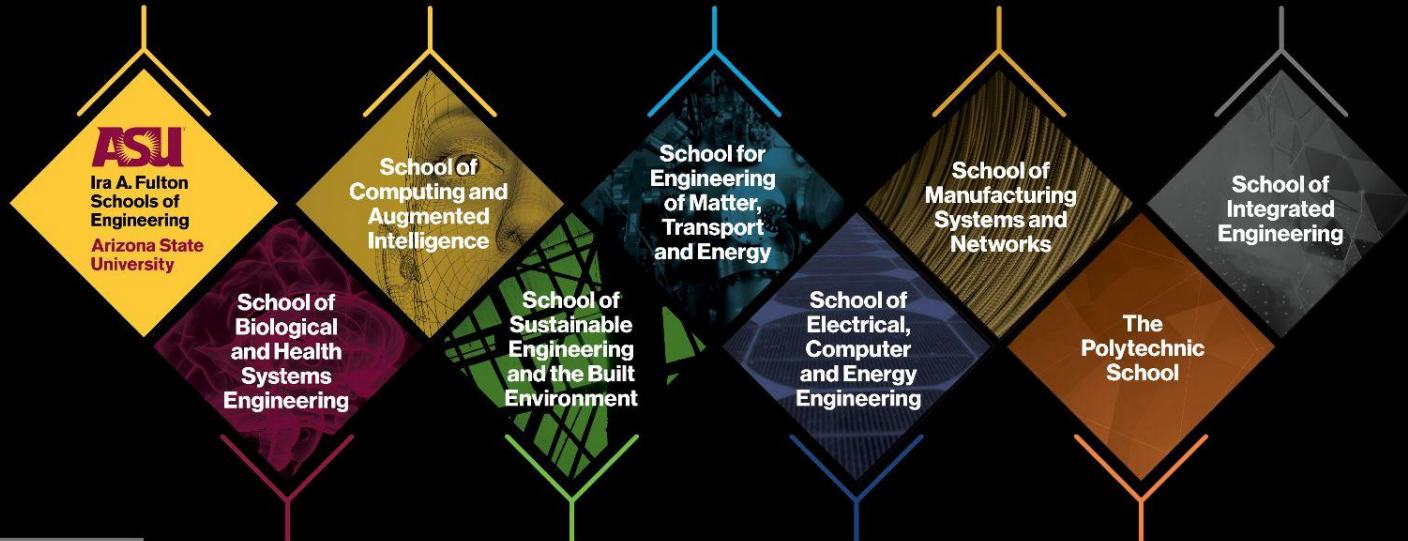 ASU
Ira A. Fulton
Schools of
Engineering
Arizona State
University
School of
Biological
and Health
Systems
Engineering
School of
Computing and
Augmented
Intelligence
School of
Sustainable
Engineering
and the Built
Environment
School for
Engineering
of Matter,
Transport
and Energy
School of
Electrical,
Computer
and Energy
Engineering
School of
Manufacturing
Systems and
Networks
The
Polytechnic
School
School of
Integrated
Engineering